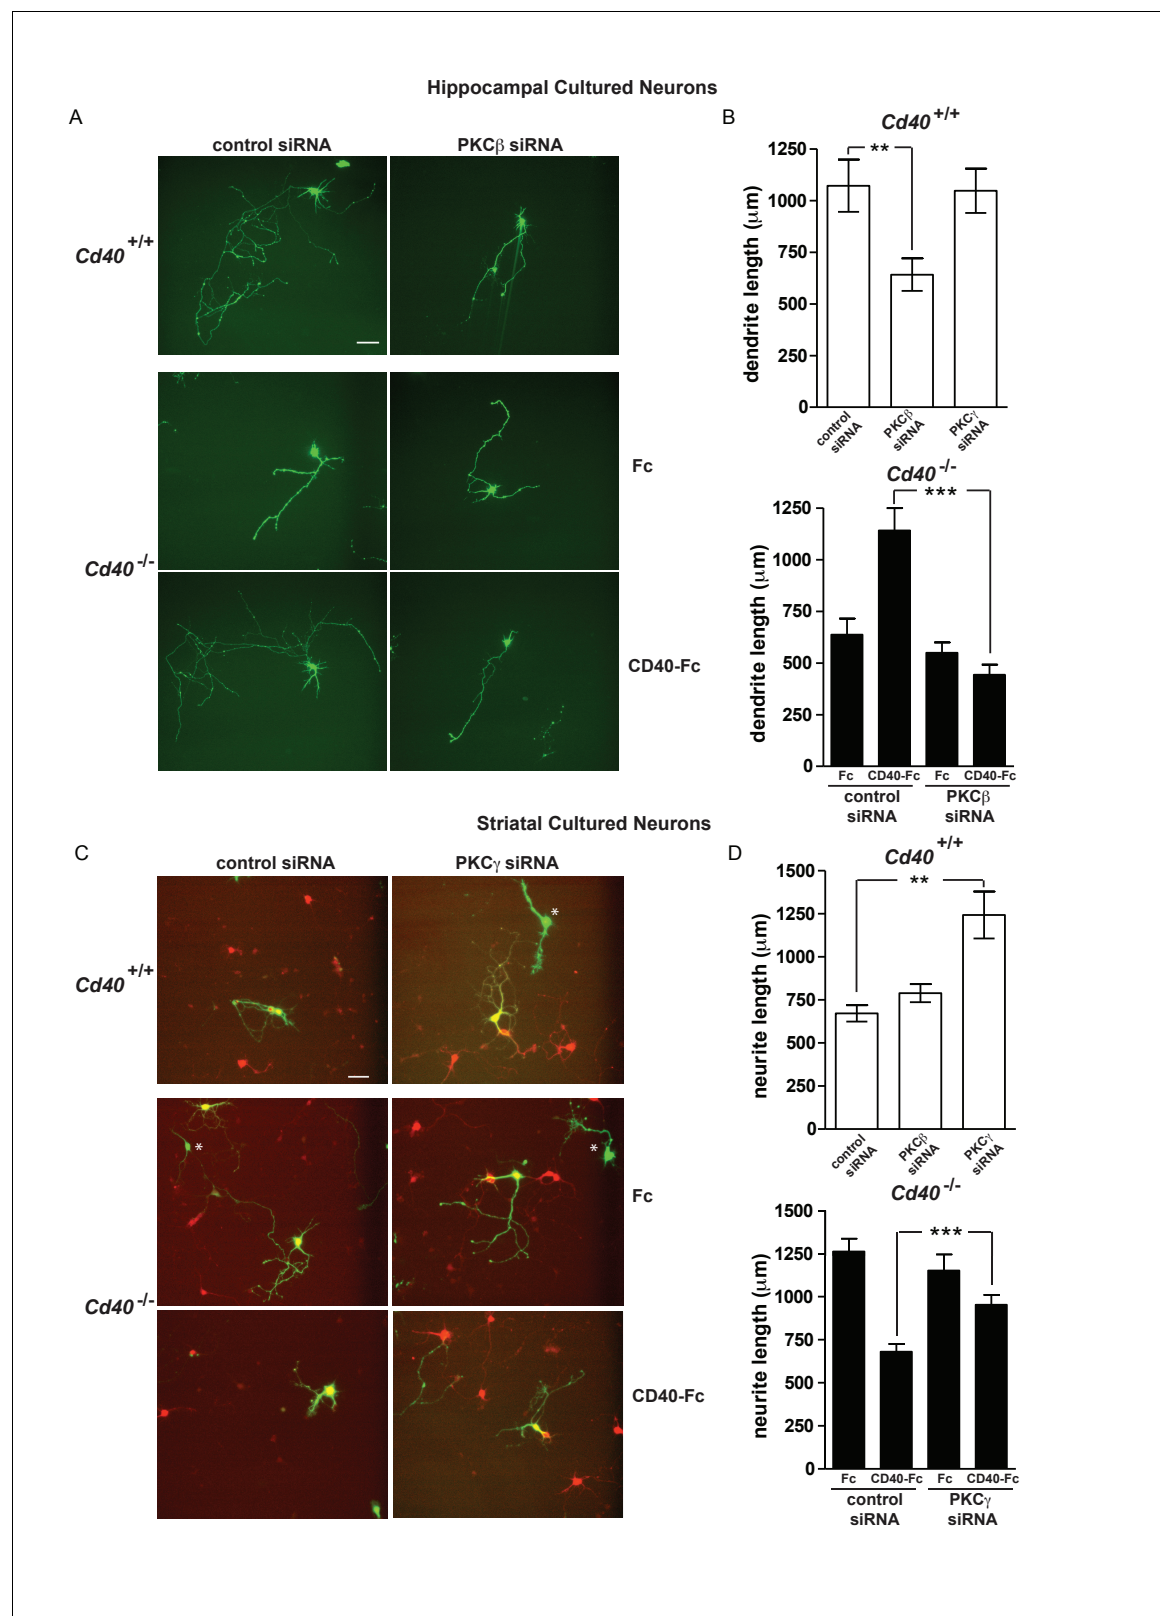 Hippocampal Cultured Neurons
A
control siRNA
PKCβ siRNA
Cd40 +/+
Cd40 -/-
Fc
CD40-Fc
B
Cd40 +/+
dendrite length (μm)
1250
**
1000
750
500
250
0
control siRNA
PKCβ siRNA
PKCγ siRNA
Cd40 -/-
dendrite length (μm)
1250
***
1000
750
500
250
0
Fc CD40-Fc Fc CD40-Fc
control siRNA
PKCβ siRNA
Striatal Cultured Neurons
C
control siRNA
PKCγ siRNA
Cd40 +/+
*
Cd40 -/-
*
*
Fc
CD40-Fc
D
Cd40 +/+
neurite length (μm)
1500
**
1250
1000
750
500
250
0
control siRNA
PKCβ siRNA
PKCγ siRNA
Cd40 -/-
neurite length (μm)
1500
***
1250
1000
750
500
250
0
Fc CD40-Fc Fc CD40-Fc
control siRNA
PKCγ siRNA